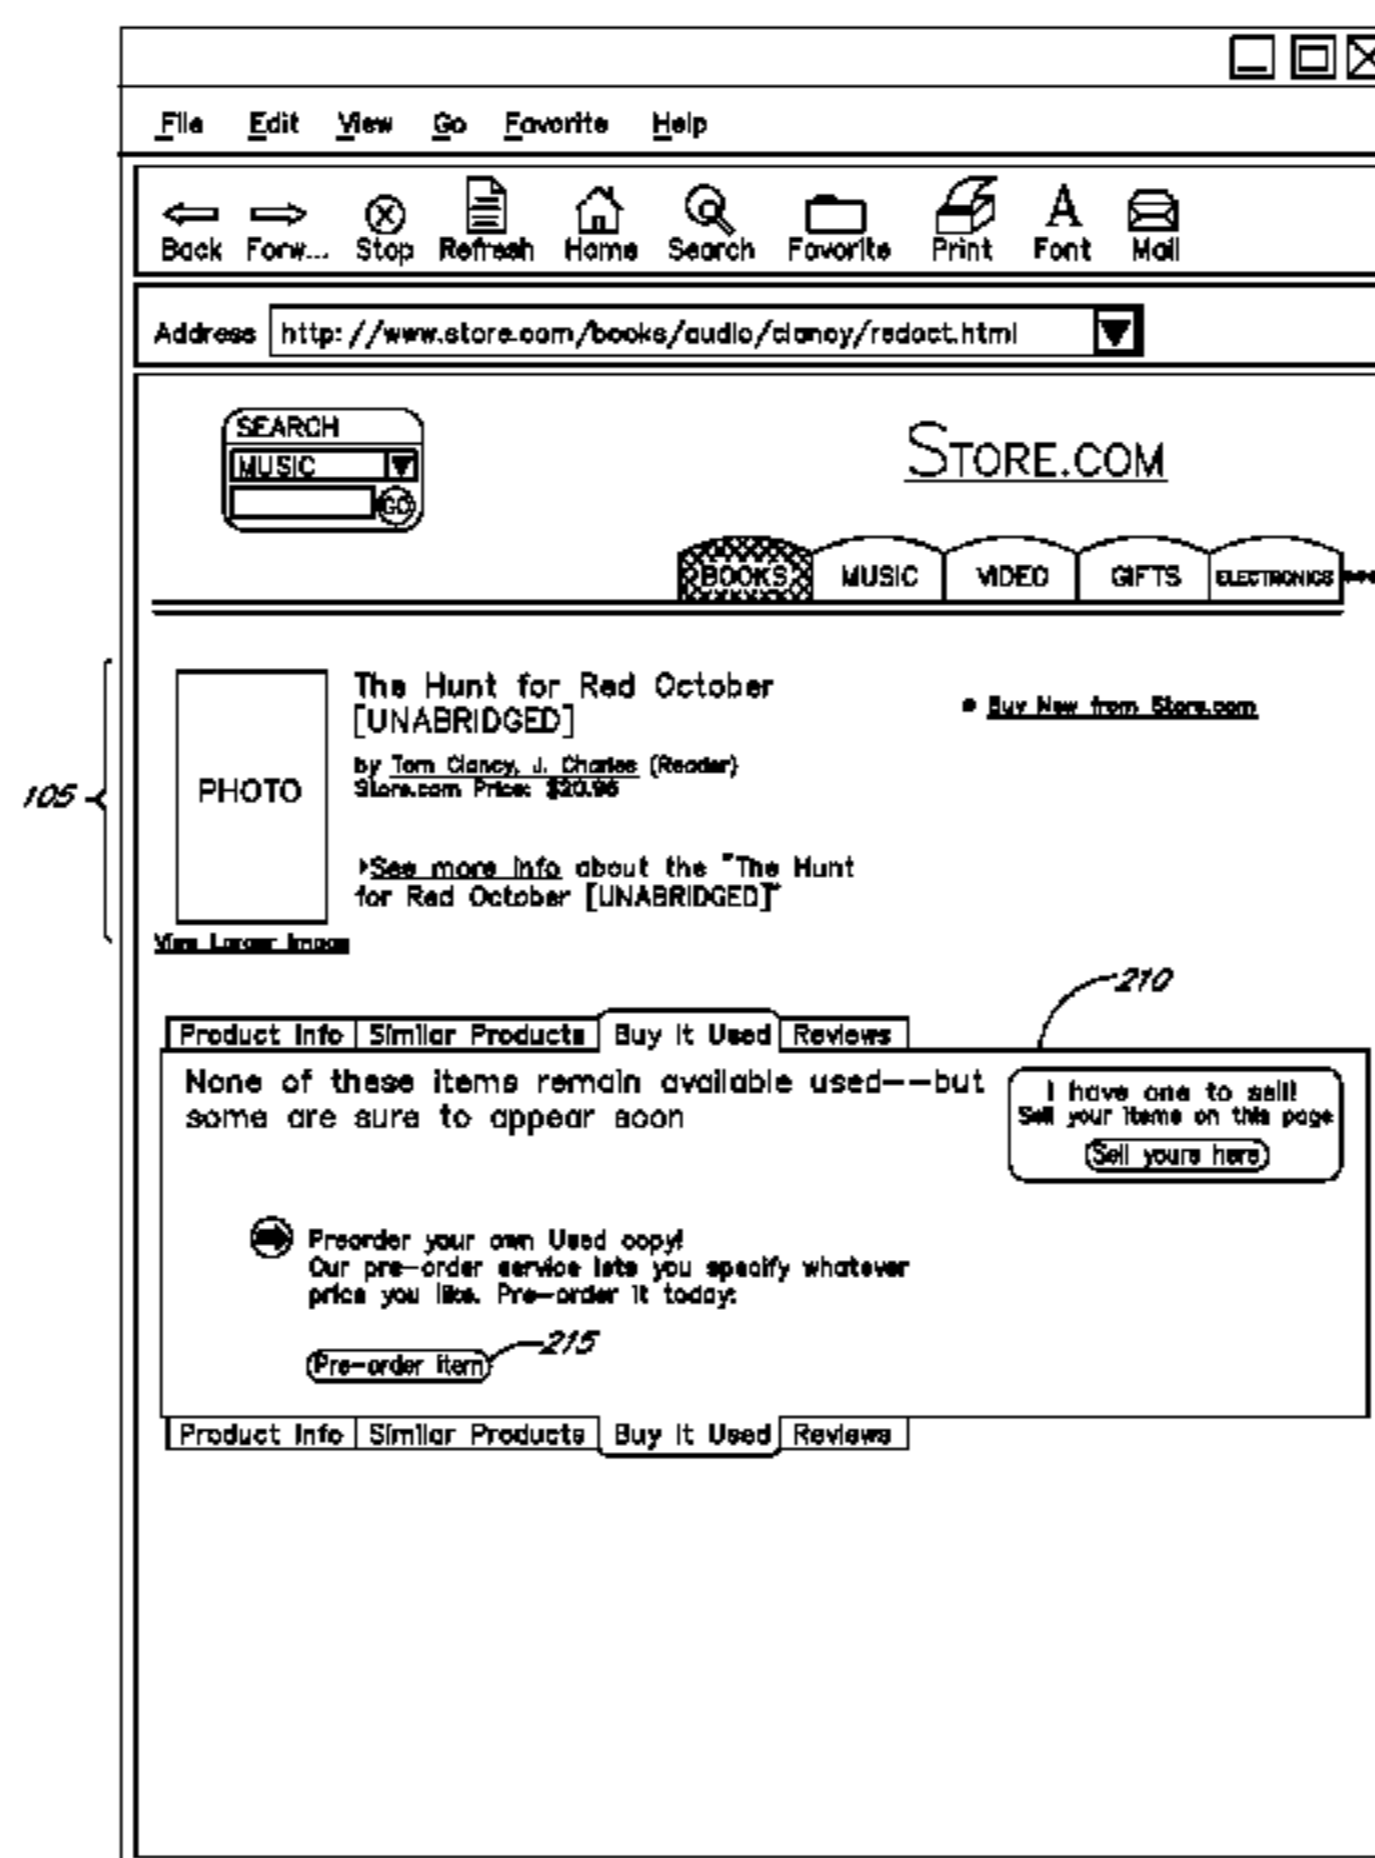 File Edit View Go Favorite Help
Back Forw... Stop Refresh Home Search Favorite Print Font Mail
Address http://www.store.com/books/audio/clancy/redoct.html
SEARCH
MUSIC
GO
STORE.COM
BOOKS MUSIC VIDEO GIFTS ELECTRONICS
105
PHOTO
The Hunt for Red October
[UNABRIDGED]
by Tom Clancy, J. Charles (Reader)
Store.com Price: $20.96
• Buy New from Store.com
See more info about the "The Hunt
for Red October [UNABRIDGED]"
View Larger Image
210
Product Info Similar Products Buy It Used Reviews
None of these items remain available used--but
some are sure to appear soon
I have one to sell!
Sell your items on this page
Sell yours here
Preorder your own Used copy!
Our pre-order service lets you specify whatever
price you like. Pre-order it today:
215
Pre-order item
Product Info Similar Products Buy It Used Reviews